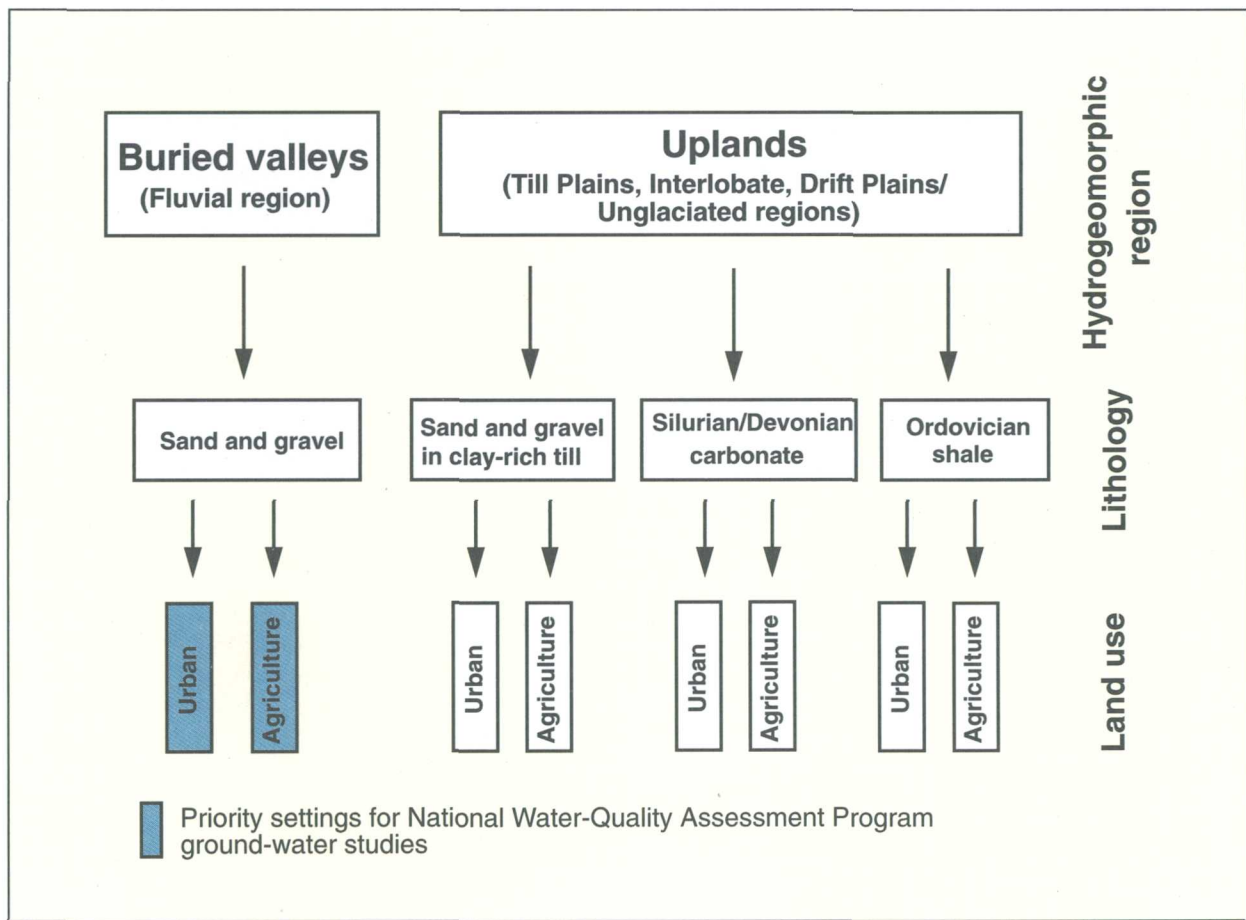 Buried valleys
(Fluvial region)
Uplands
(Till Plains, Interlobate, Drift Plains/
Unglaciated regions)
Hydrogeomorphic
region
Sand and gravel
Sand and gravel
in clay-rich till
Silurian/Devonian
carbonate
Ordovician
shale
Lithology
Urban
Agriculture
Urban
Agriculture
Urban
Agriculture
Urban
Agriculture
Land use
Priority settings for National Water-Quality Assessment Program
ground-water studies